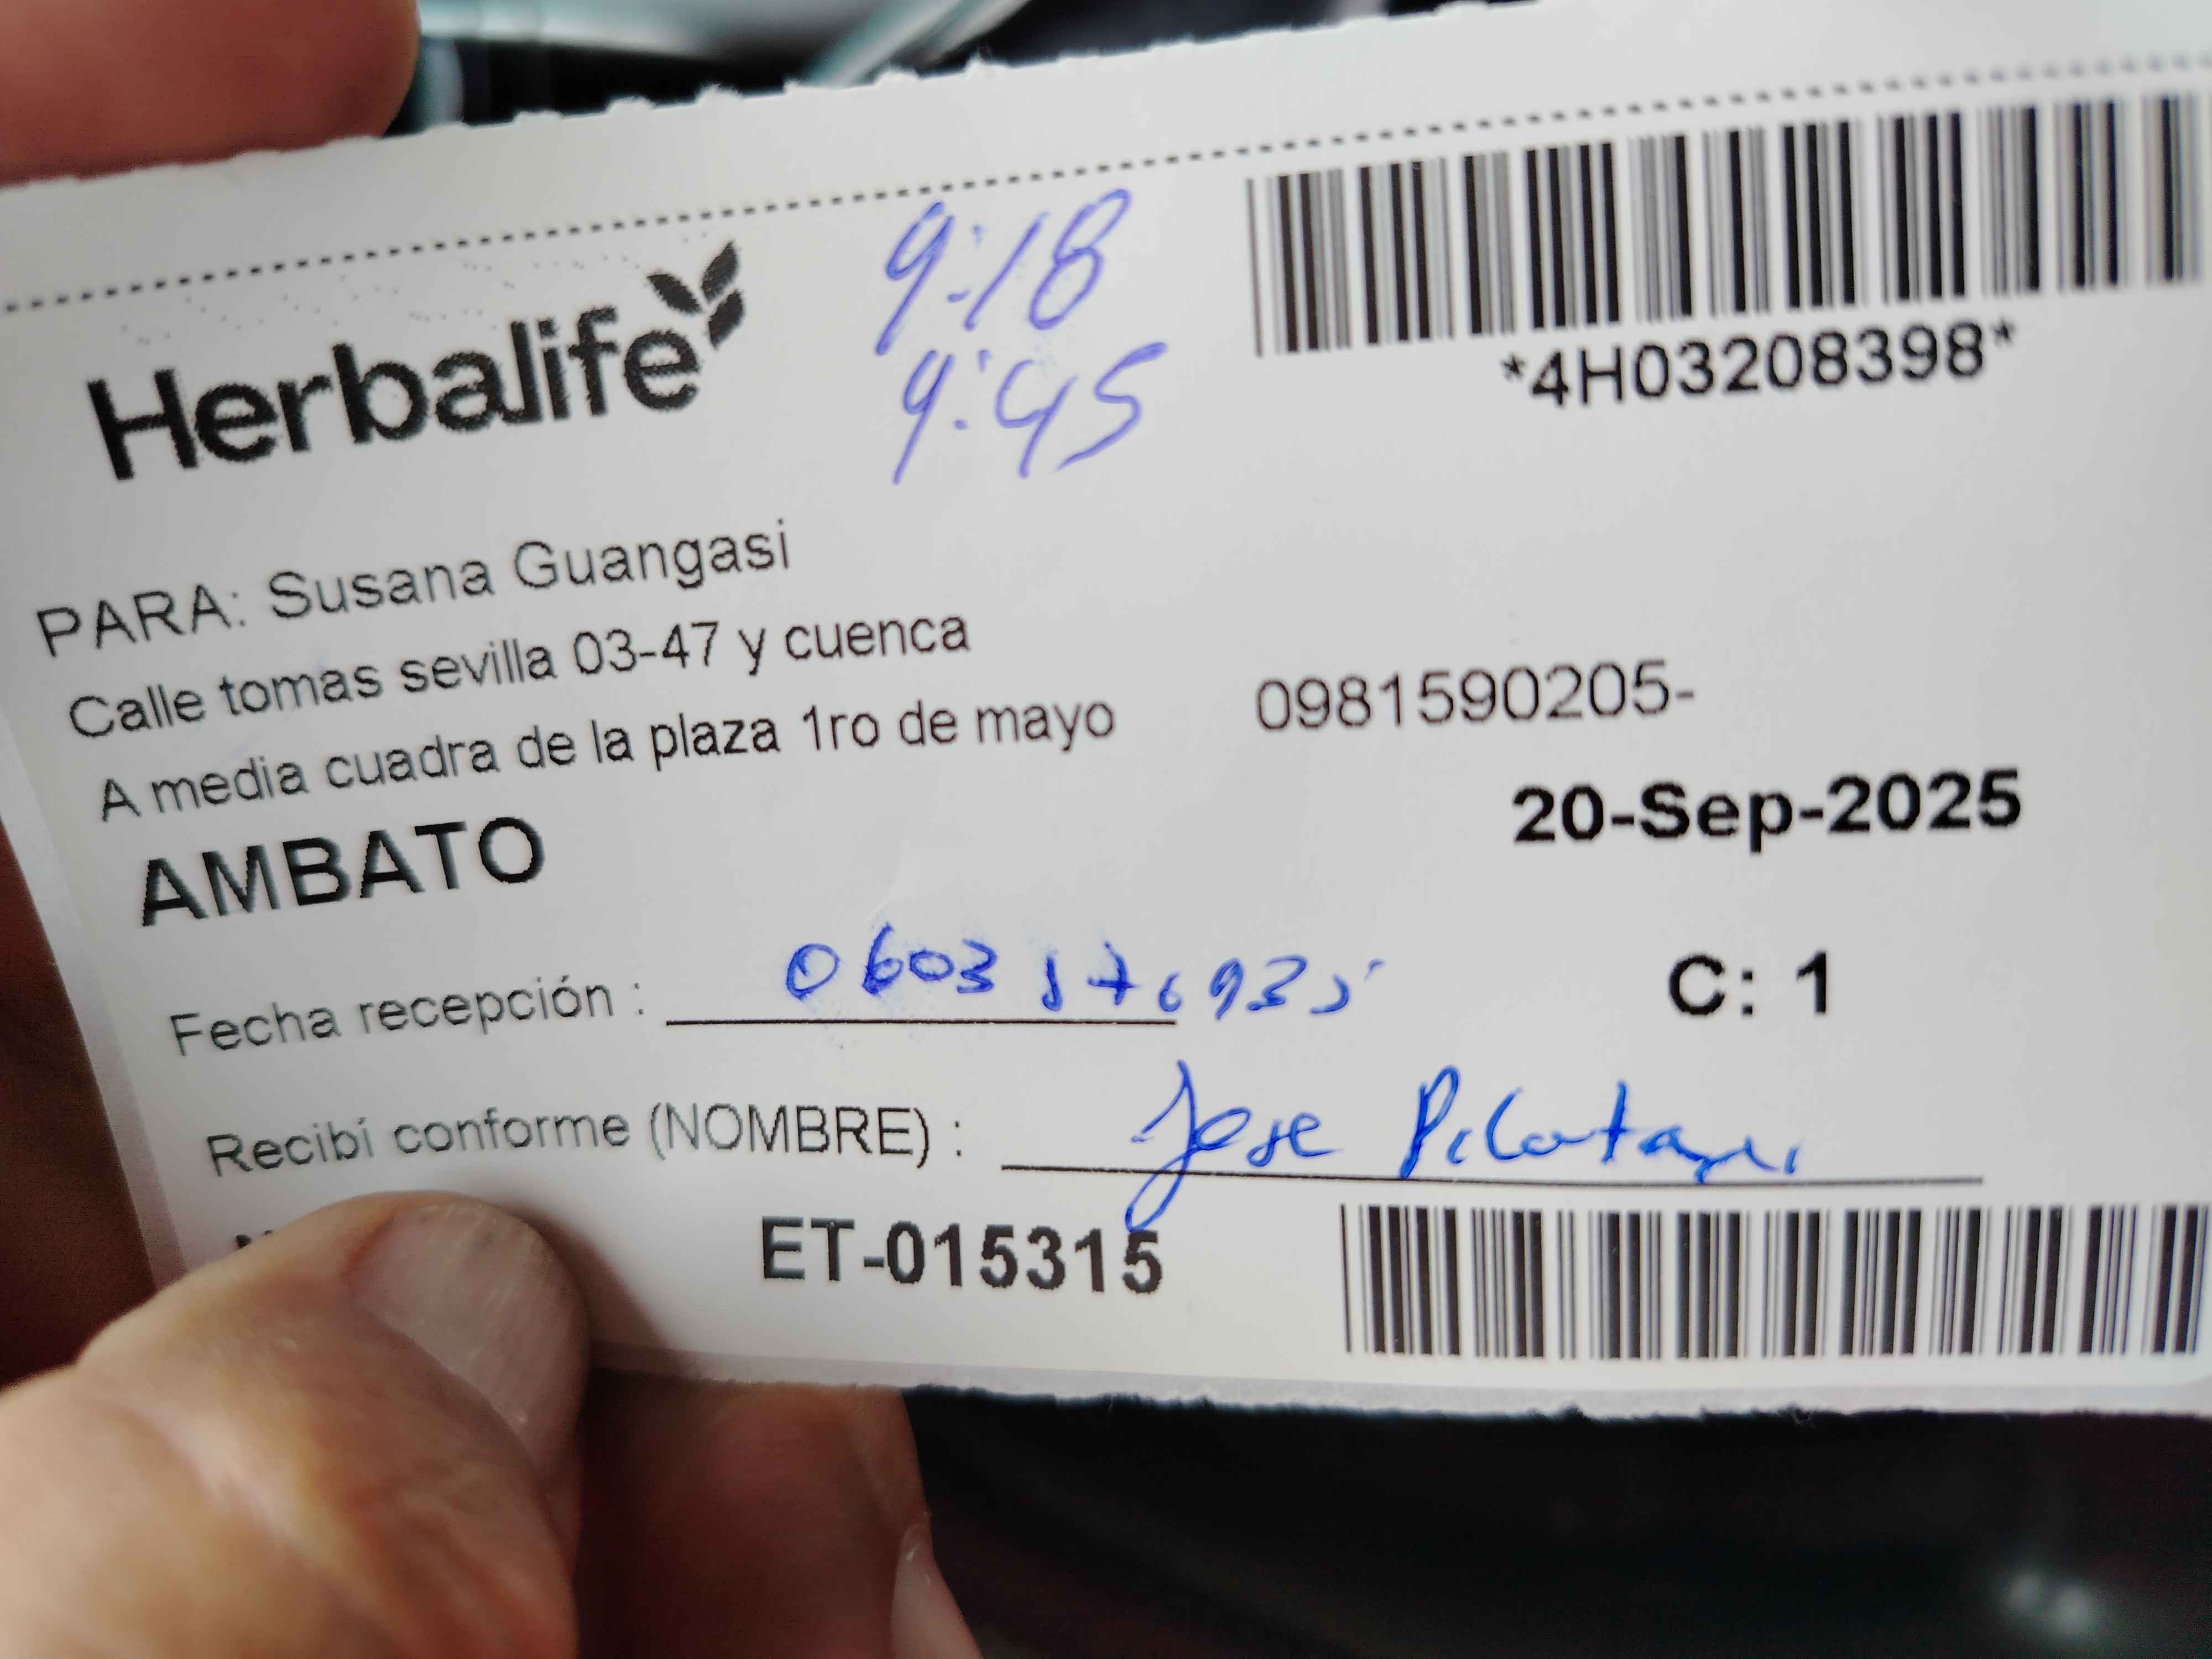 Herbalife
9:18
9:45
*4H03208398*
PARA: Susana Guangasi
Calle tomas sevilla 03-47 y cuenca
A media cuadra de la plaza 1ro de mayo
0981590205-
AMBATO
20-Sep-2025
Fecha recepción :
C: 1
Recibí conforme (NOMBRE) : Jose
ET-015315